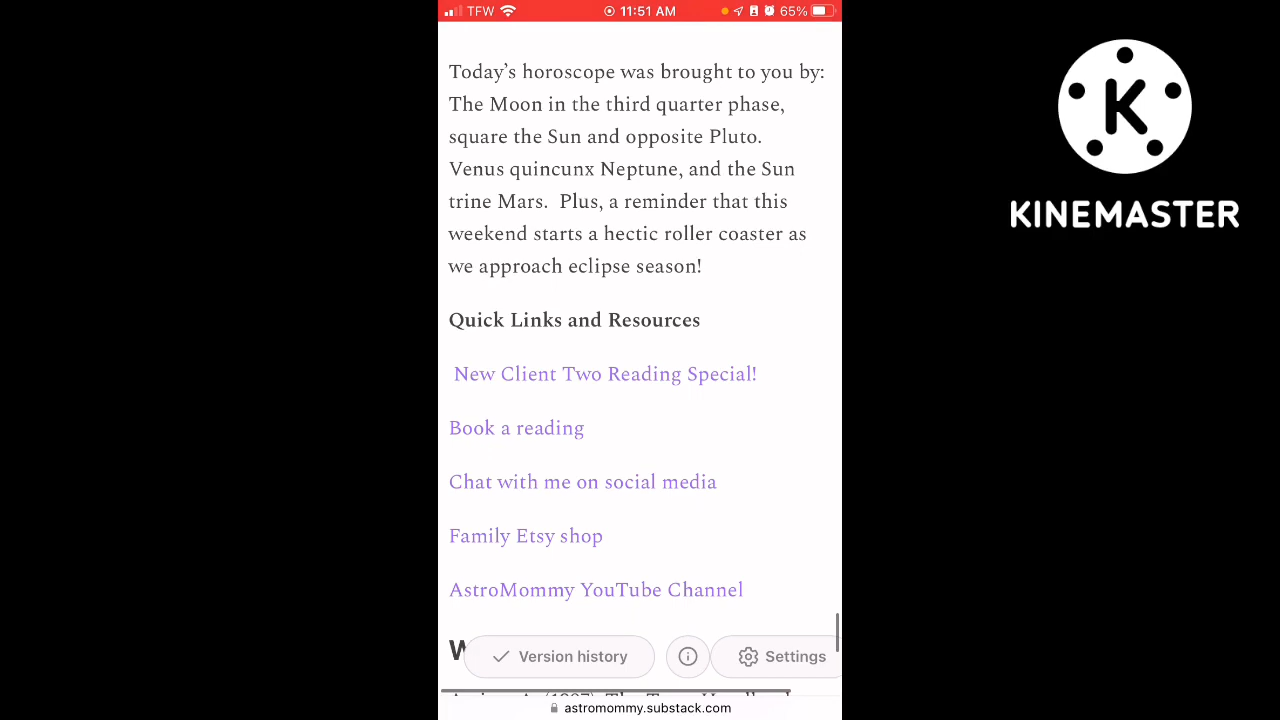 TFW 11:51 AM 65%
Today's horoscope was brought to you by:
The Moon in the third quarter phase,
square the Sun and opposite Pluto.
Venus quincunx Neptune, and the Sun
trine Mars.  Plus, a reminder that this
weekend starts a hectic roller coaster as
we approach eclipse season!
Quick Links and Resources
New Client Two Reading Special!
Book a reading
Chat with me on social media
Family Etsy shop
AstroMommy YouTube Channel
Version history
Settings
astromommy.substack.com
K
KINEMASTER